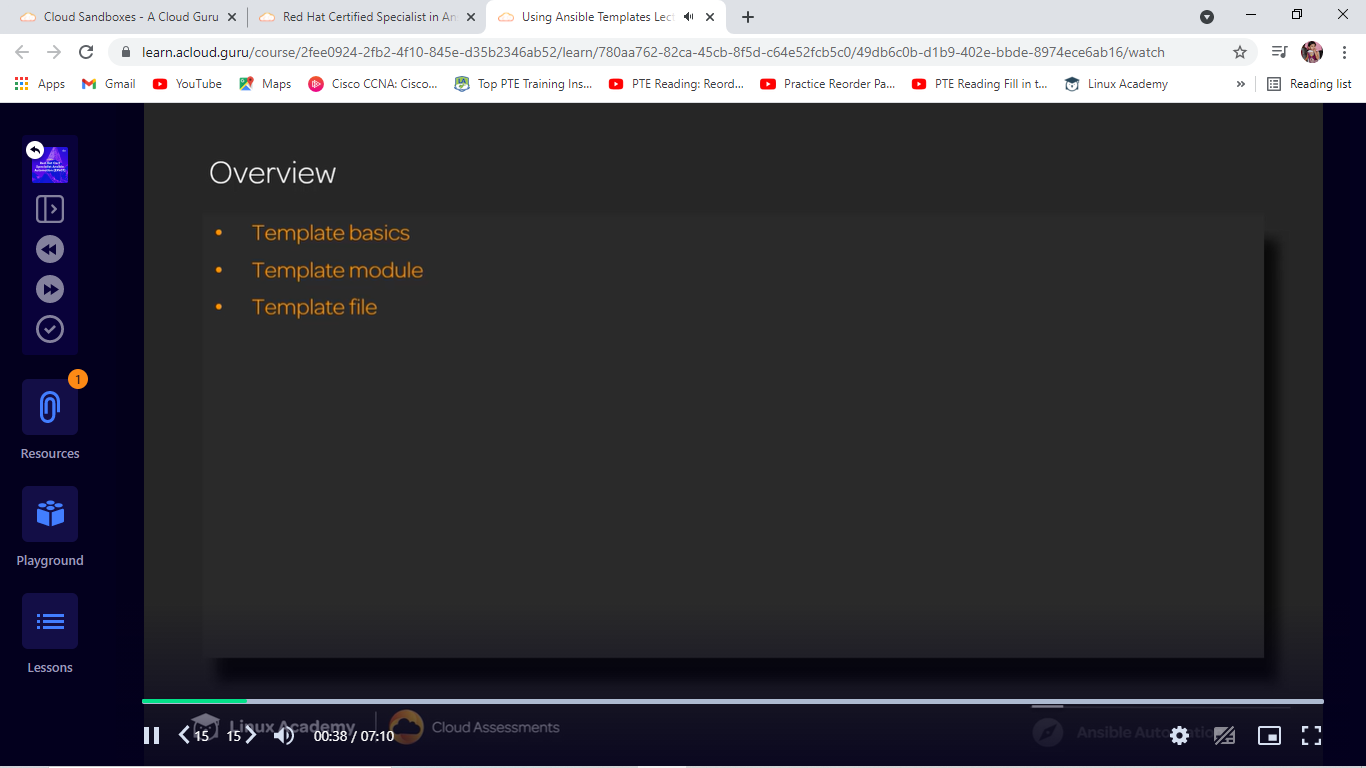 Cloud Sandboxes - A Cloud Guru
Red Hat Certified Specialist in An
Using Ansible Templates Lect
learn.acloud.guru/course/2fee0924-2fb2-4f10-845e-d35b2346ab52/learn/780aa762-82ca-45cb-8f5d-c64e52fcb5c0/49db6c0b-d1b9-402e-bbde-8974ece6ab16/watch
Apps Gmail YouTube Maps Cisco CCNA: Cisco... Top PTE Training Ins... PTE Reading: Reord... Practice Reorder Pa... PTE Reading Fill in t... Linux Academy » Reading list
Overview
• Template basics
• Template module
• Template file
1
Resources
Playground
Lessons
Linux Academy Cloud Assessments
Ansible Automation
15 15 00:38 / 07:10